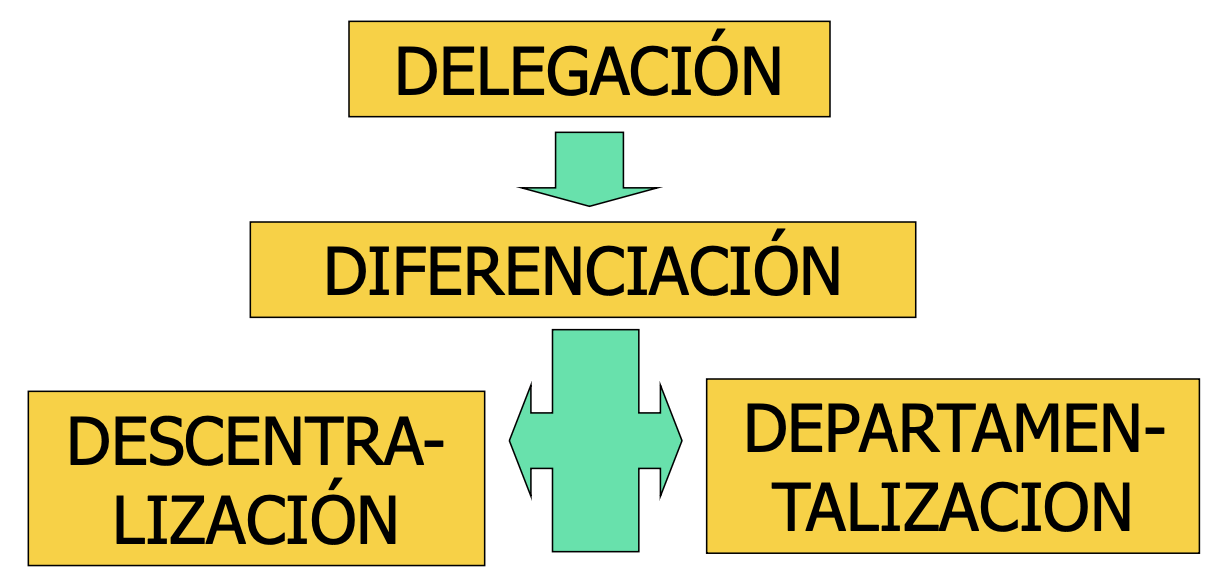 DELEGACIÓN
DIFERENCIACIÓN
DESCENTRA-
LIZACIÓN
DEPARTAMEN-
TALIZACION